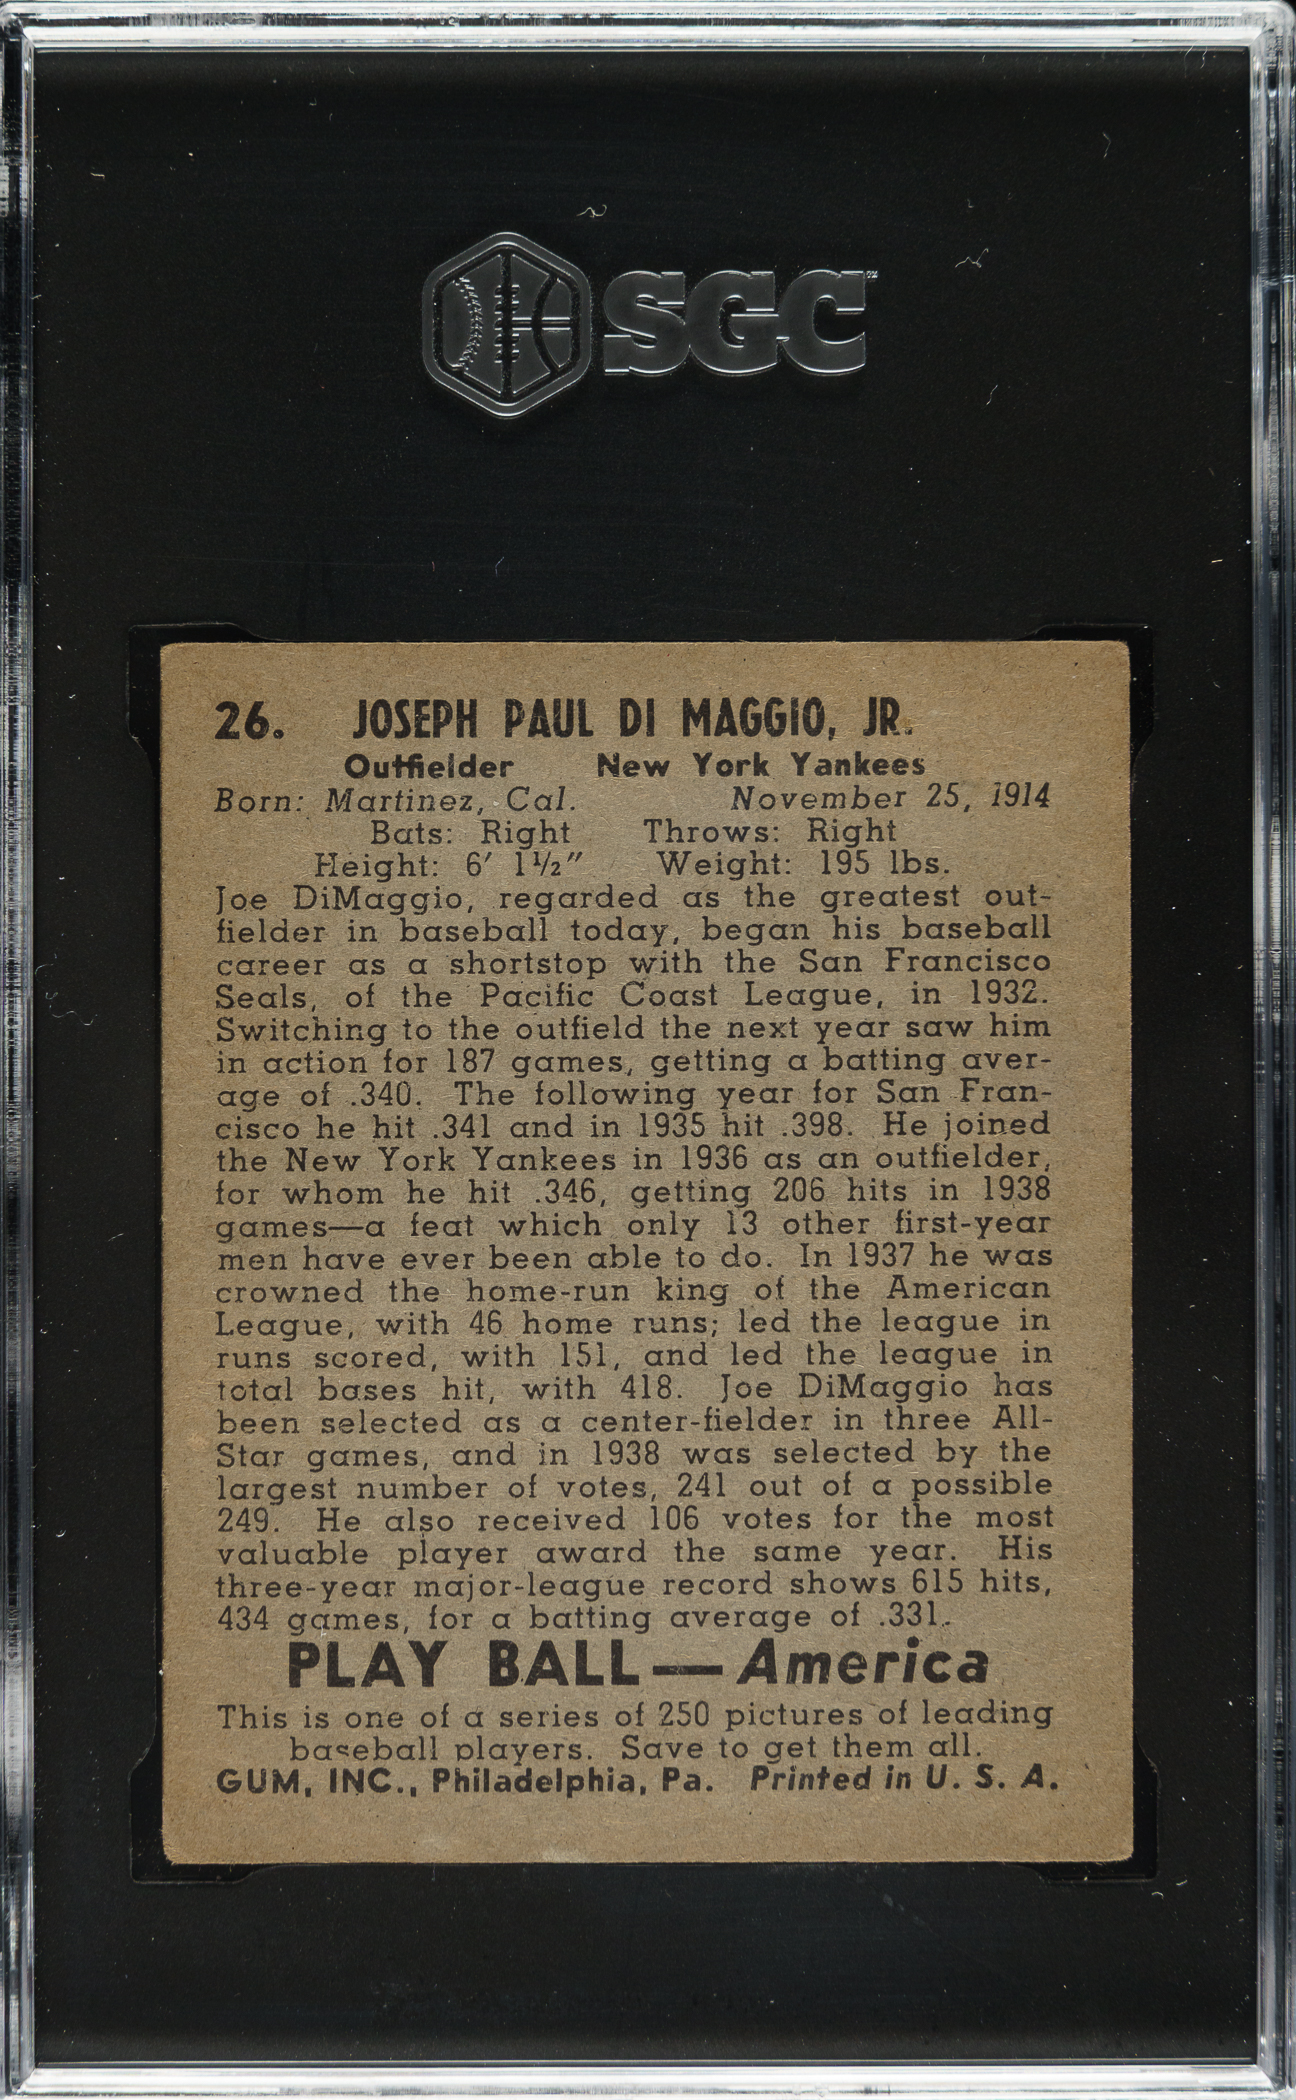 SGC™
26. JOSEPH PAUL DI MAGGIO, JR.
Outfielder New York Yankees
Born: Martinez, Cal. November 25, 1914
Bats: Right Throws: Right
Height: 6′ 1½″ Weight: 195 lbs.
Joe DiMaggio, regarded as the greatest out-
fielder in baseball today, began his baseball
career as a shortstop with the San Francisco
Seals, of the Pacific Coast League, in 1932.
Switching to the outfield the next year saw him
in action for 187 games, getting a batting aver-
age of .340. The following year for San Fran-
cisco he hit .341 and in 1935 hit .398. He joined
the New York Yankees in 1936 as an outfielder,
for whom he hit .346, getting 206 hits in 1938
games—a feat which only 13 other first-year
men have ever been able to do. In 1937 he was
crowned the home-run king of the American
League, with 46 home runs; led the league in
runs scored, with 151, and led the league in
total bases hit, with 418. Joe DiMaggio has
been selected as a center-fielder in three All-
Star games, and in 1938 was selected by the
largest number of votes, 241 out of a possible
249. He also received 106 votes for the most
valuable player award the same year. His
three-year major-league record shows 615 hits,
434 games, for a batting average of .331.
PLAY BALL—America
This is one of a series of 250 pictures of leading
baseball players. Save to get them all.
GUM, INC., Philadelphia, Pa. Printed in U. S. A.